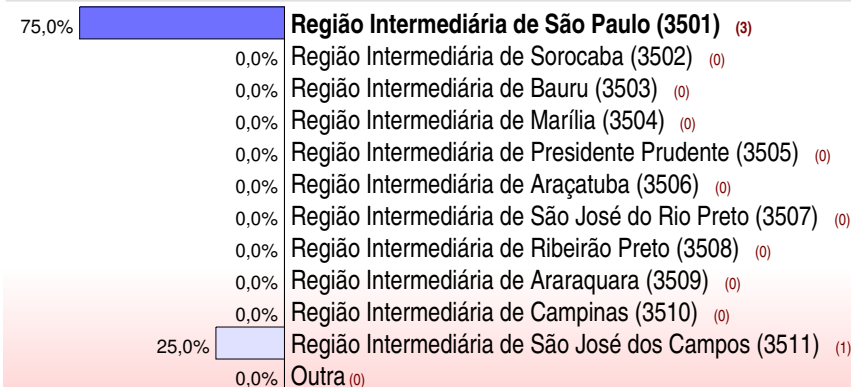 75,0% Região Intermediária de São Paulo (3501) (3)
0,0% Região Intermediária de Sorocaba (3502) (0)
0,0% Região Intermediária de Bauru (3503) (0)
0,0% Região Intermediária de Marília (3504) (0)
0,0% Região Intermediária de Presidente Prudente (3505) (0)
0,0% Região Intermediária de Araçatuba (3506) (0)
0,0% Região Intermediária de São José do Rio Preto (3507) (0)
0,0% Região Intermediária de Ribeirão Preto (3508) (0)
0,0% Região Intermediária de Araraquara (3509) (0)
0,0% Região Intermediária de Campinas (3510) (0)
25,0% Região Intermediária de São José dos Campos (3511) (1)
0,0% Outra (0)